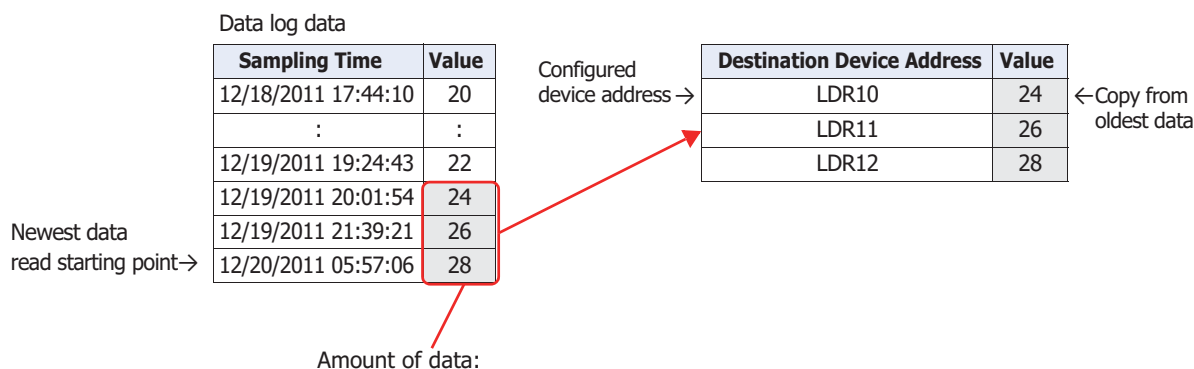 Data log data
Sampling Time Value
12/18/2011 17:44:10 20
: :
12/19/2011 19:24:43 22
12/19/2011 20:01:54 24
12/19/2011 21:39:21 26
12/20/2011 05:57:06 28
Newest data
read starting point→
Amount of data:
Configured
device address→
Destination Device Address Value
LDR10 24
LDR11 26
LDR12 28
←Copy from
oldest data